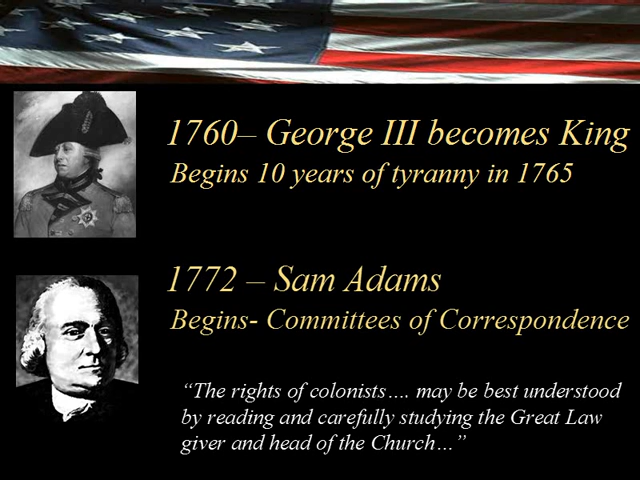 1760– George III becomes King
Begins 10 years of tyranny in 1765
1772 – Sam Adams
Begins- Committees of Correspondence
“The rights of colonists…. may be best understood
by reading and carefully studying the Great Law
giver and head of the Church…”